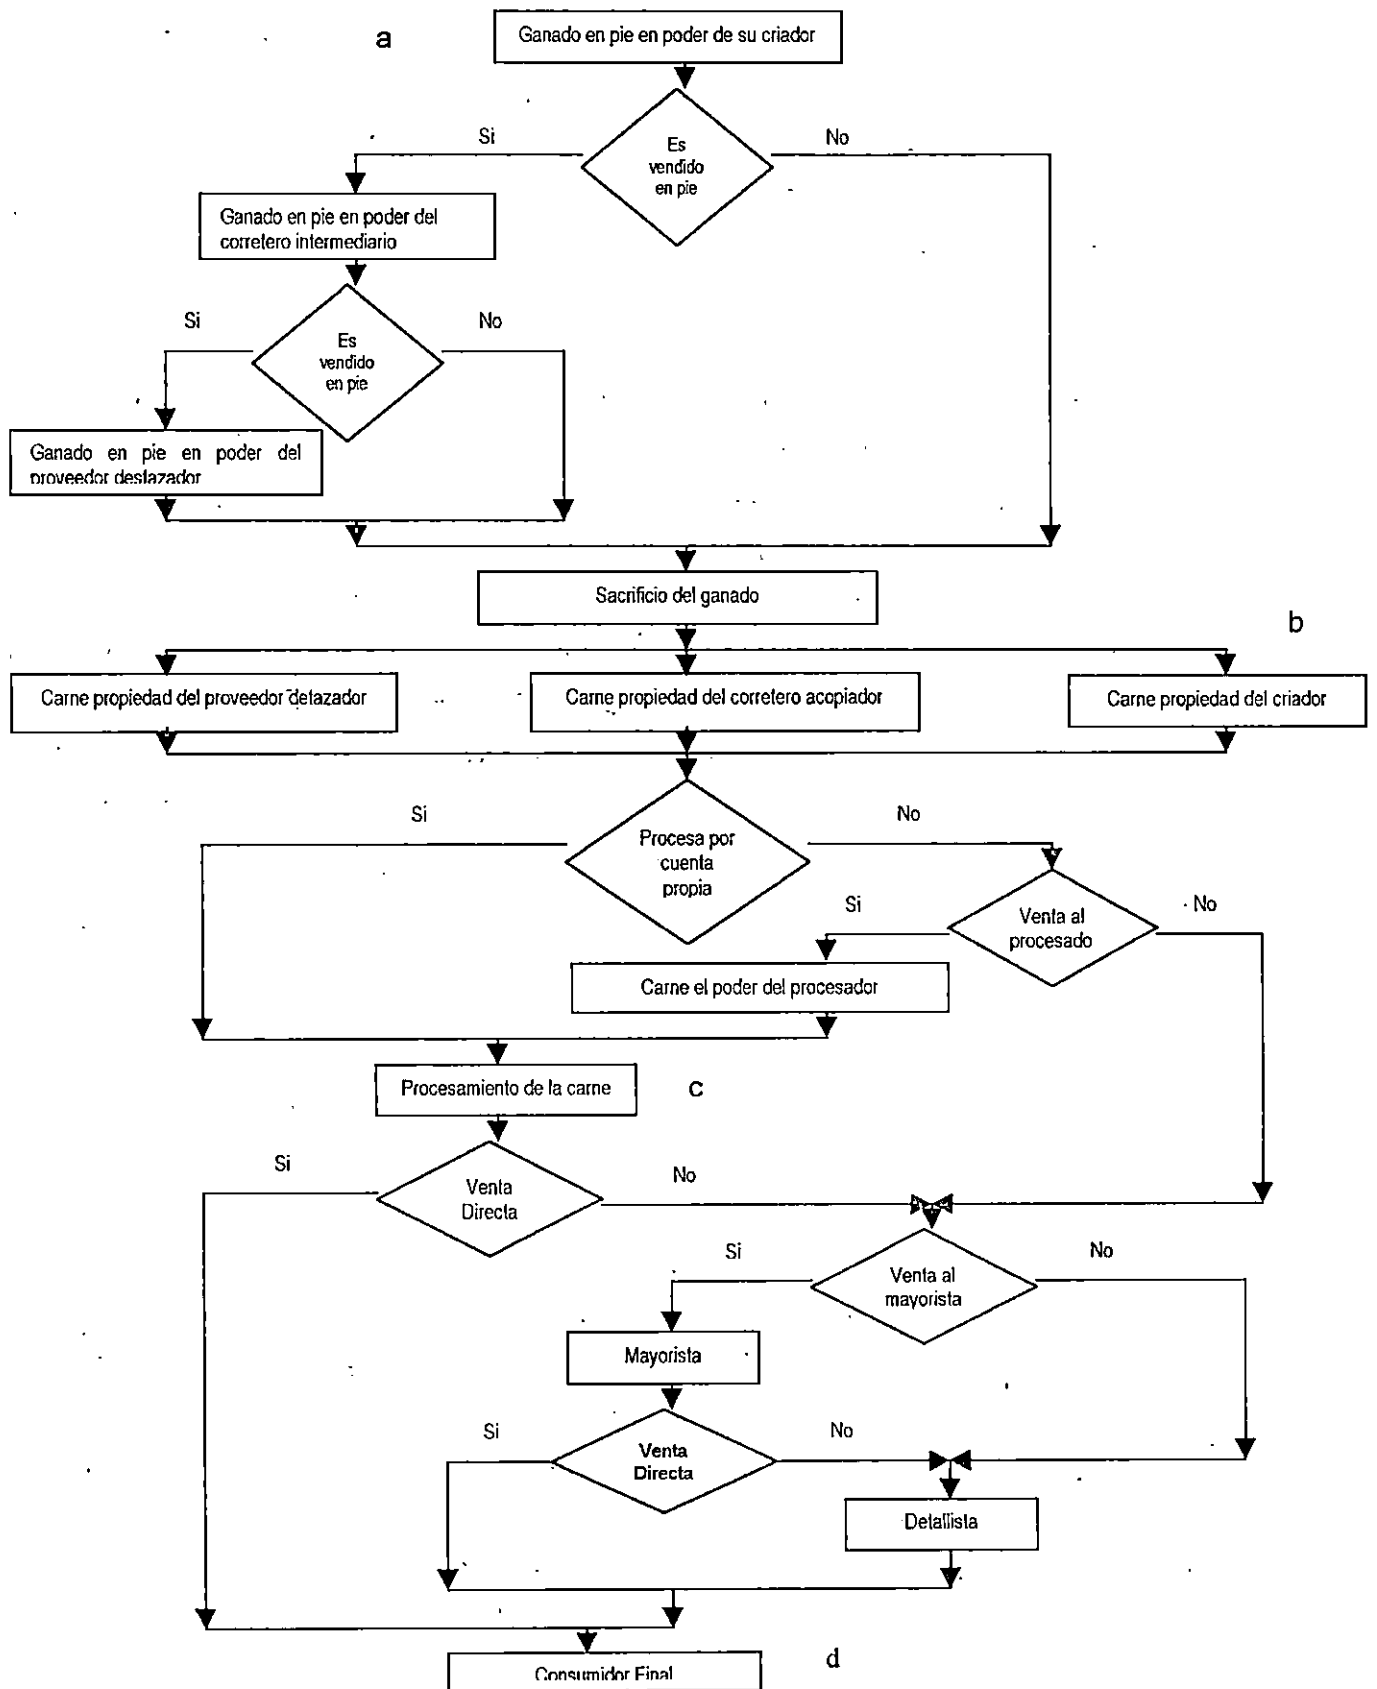 a
Ganado en pie en poder de su criador
Si
No
Es
vendido
en pie
Ganado en pie en poder del
corretero intermediario
Si
No
Es
vendido
en pie
Ganado en pie en poder del
proveedor destazador
Sacrificio del ganado
b
Carne propiedad del proveedor detazador
Carne propiedad del corretero acopiador
Carne propiedad del criador
Si
No
Procesa por
cuenta
propia
Si
No
Venta al
procesado
Carne el poder del procesador
Procesamiento de la carne
c
Si
No
Venta
Directa
Si
No
Venta al
mayorista
Mayorista
Si
No
Venta
Directa
Detallista
Consumidor Final
d